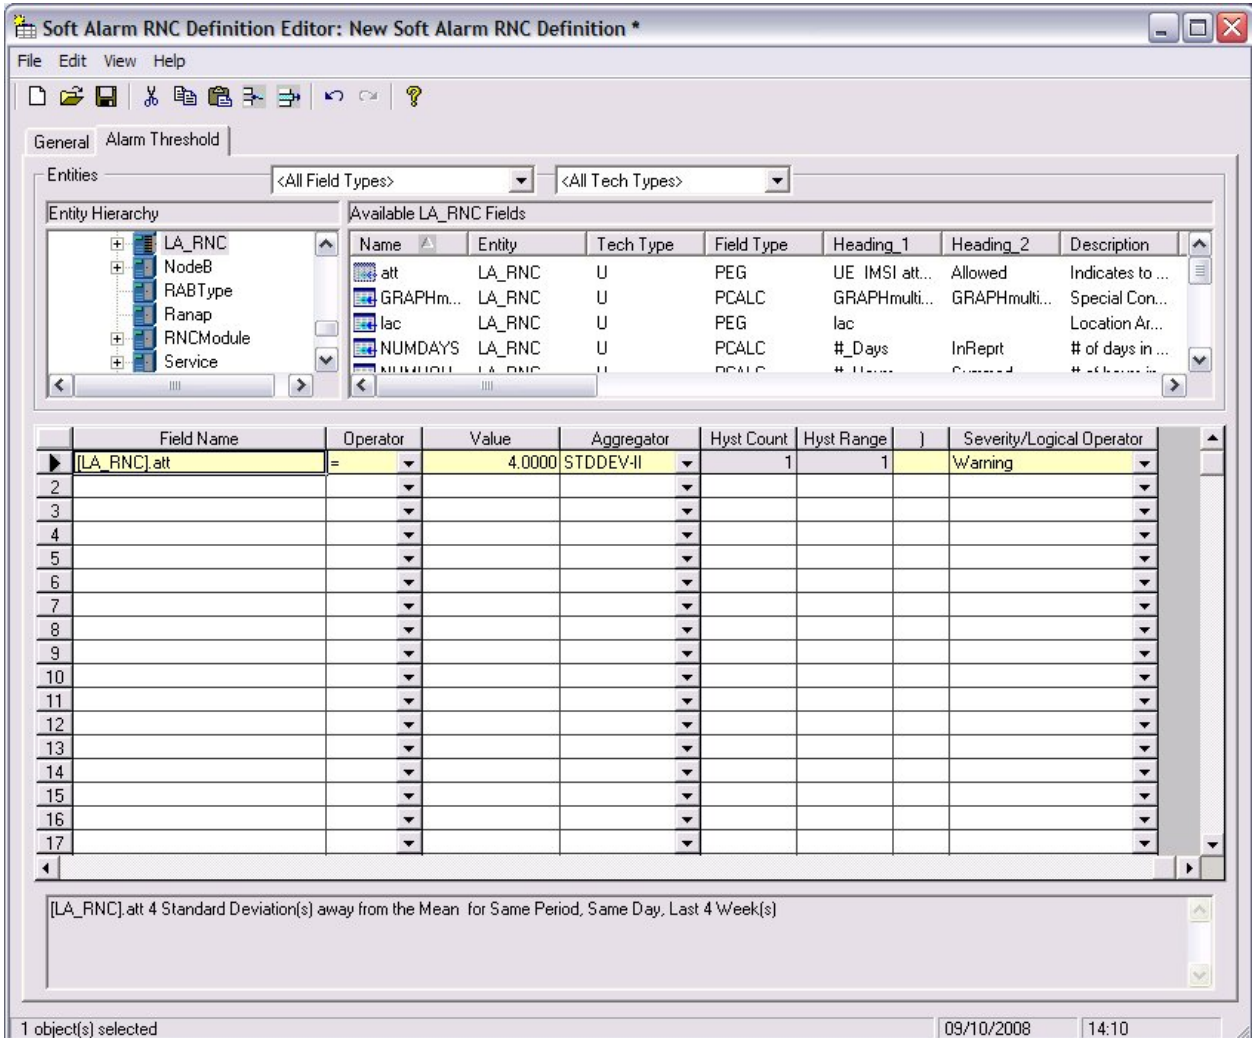 Soft Alarm RNC Definition Editor: New Soft Alarm RNC Definition *
File Edit View Help
General Alarm Threshold
Entities <All Field Types> <All Tech Types>
Entity Hierarchy Available LA_RNC Fields
LA_RNC
NodeB
RABType
Ranap
RNCModule
Service
Name Entity Tech Type Field Type Heading_1 Heading_2 Description
att LA_RNC U PEG UE IMSI att... Allowed Indicates to ...
GRAPHm... LA_RNC U PCALC GRAPHmulti... GRAPHmulti... Special Con...
lac LA_RNC U PEG lac Location Ar...
NUMDAYS LA_RNC U PCALC #_Days InReprt # of days in ...
Field Name Operator Value Aggregator Hyst Count Hyst Range ) Severity/Logical Operator
[LA_RNC].att = 4.0000 STDDEV-II 1 1 Warning
2
3
4
5
6
7
8
9
10
11
12
13
14
15
16
17
[LA_RNC].att 4 Standard Deviation(s) away from the Mean for Same Period, Same Day, Last 4 Week(s)
1 object(s) selected 09/10/2008 14:10